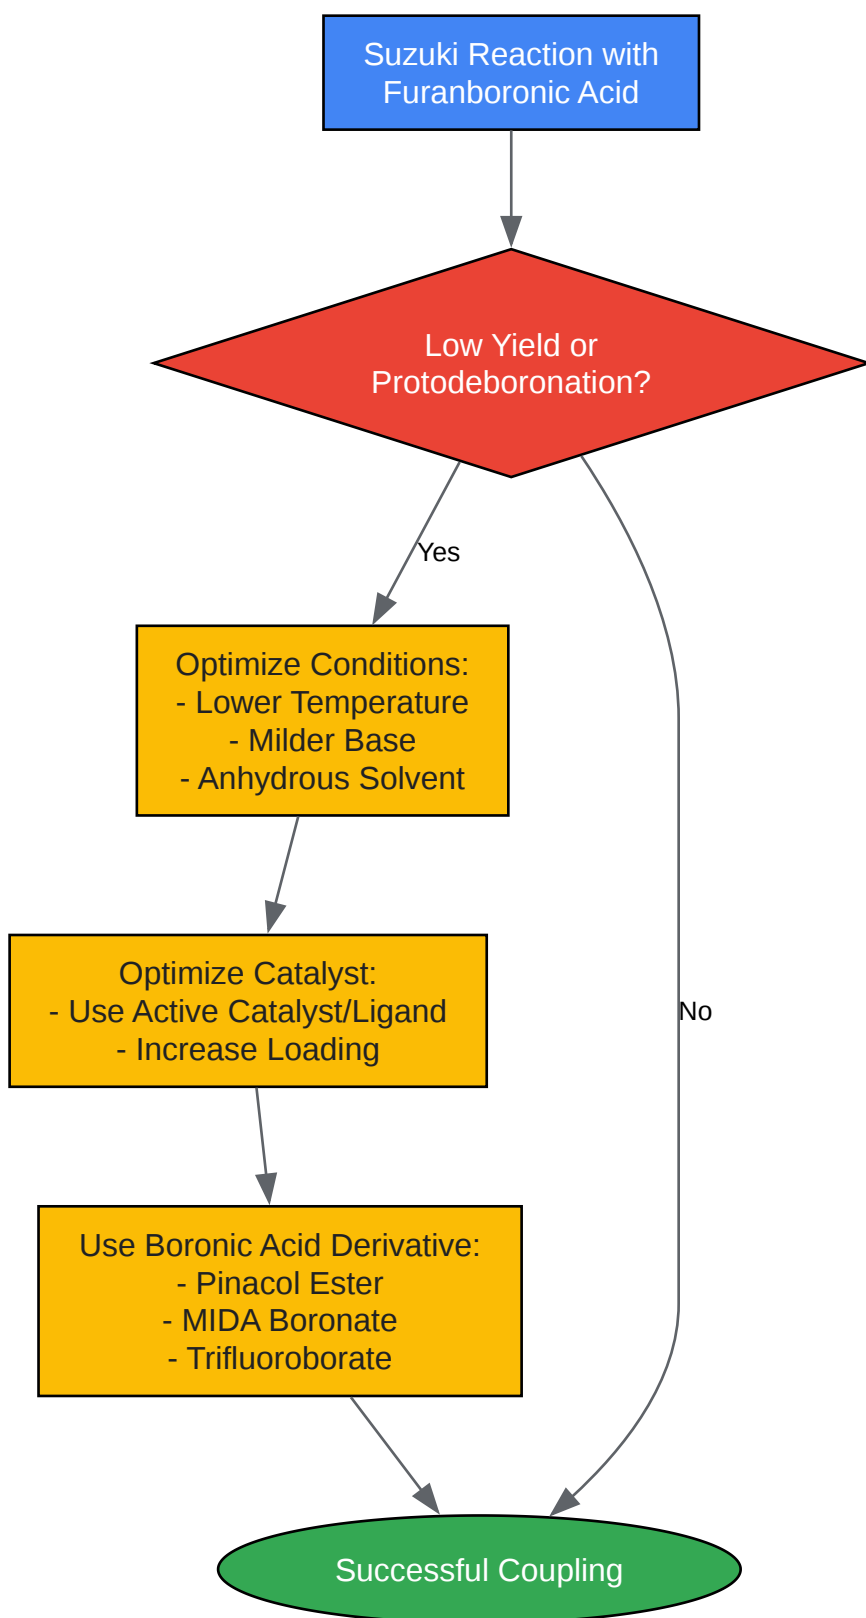 Suzuki Reaction with
Furanboronic Acid
Low Yield or
Protodeboronation?
Yes
Optimize Conditions:
- Lower Temperature
- Milder Base
- Anhydrous Solvent
Optimize Catalyst:
- Use Active Catalyst/Ligand
- Increase Loading
No
Use Boronic Acid Derivative:
- Pinacol Ester
- MIDA Boronate
- Trifluoroborate
Successful Coupling